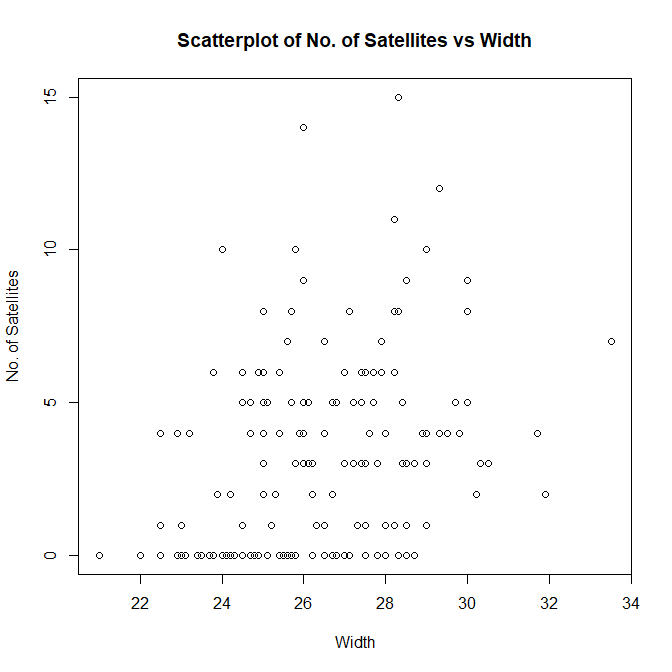 Scatterplot of No. of Satellites vs Width
15
10
5
0
No. of Satellites
22 24 26 28 30 32 34
Width